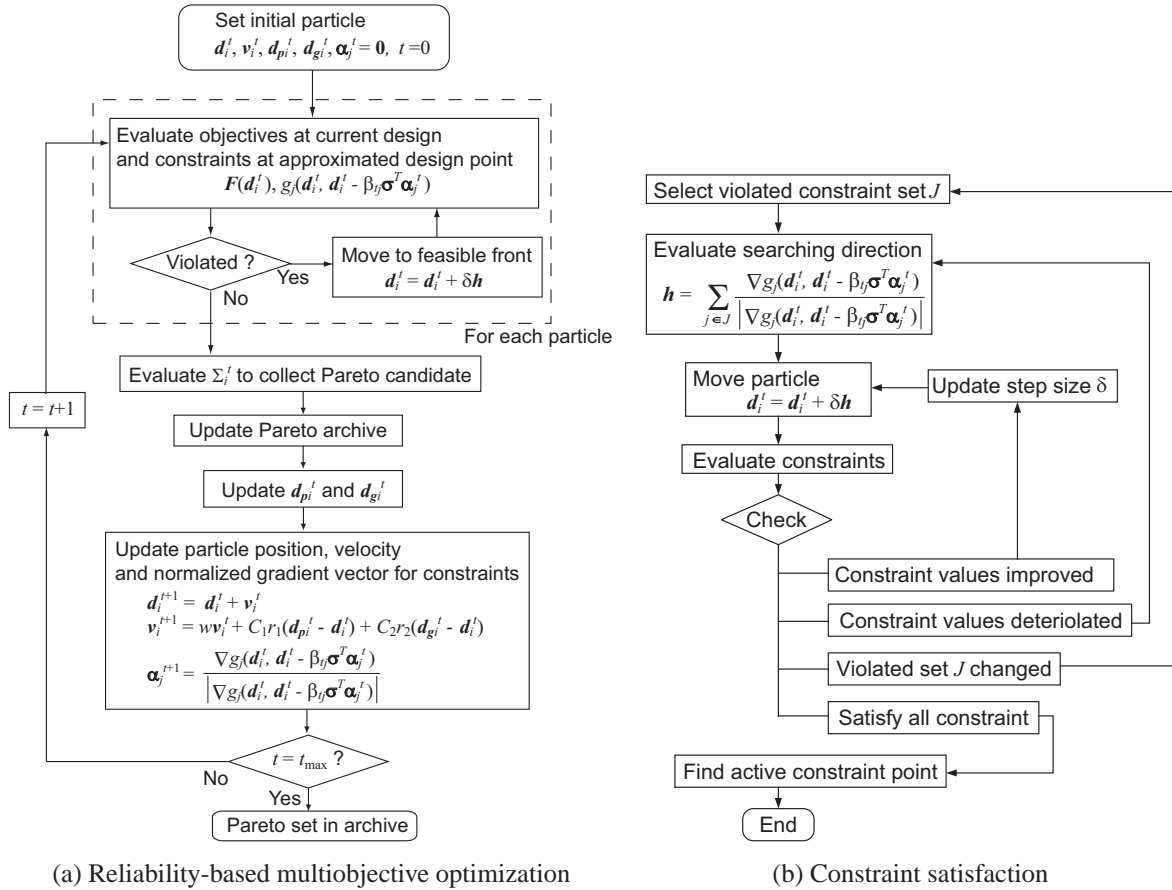 Set initial particle
d_i^t, v_i^t, d_pi^t, d_gi^t, α_j^t = 0, t=0
Evaluate objectives at current design
and constraints at approximated design point
F(d_i^t), g_j(d_i^t, d_i^t - β_tj σ^T α_j^t)
Violated ?
Yes
No
Move to feasible front
d_i^t = d_i^t + δh
For each particle
Evaluate Σ_i^t to collect Pareto candidate
t = t+1
Update Pareto archive
Update d_pi^t and d_gi^t
Update particle position, velocity
and normalized gradient vector for constraints
d_i^{t+1} = d_i^t + v_i^t
v_i^{t+1} = wv_i^t + C_1r_1(d_pi^t - d_i^t) + C_2r_2(d_gi^t - d_i^t)
α_j^{t+1} = ∇g_j(d_i^t, d_i^t - β_tj σ^T α_j^t) / |∇g_j(d_i^t, d_i^t - β_tj σ^T α_j^t)|
t = t_max ?
No
Yes
Pareto set in archive
(a) Reliability-based multiobjective optimization
Select violated constraint set J
Evaluate searching direction
h = Σ_{j∈J} ∇g_j(d_i^t, d_i^t - β_tj σ^T α_j^t) / |∇g_j(d_i^t, d_i^t - β_tj σ^T α_j^t)|
Move particle
d_i^t = d_i^t + δh
Update step size δ
Evaluate constraints
Check
Constraint values improved
Constraint values deteriorated
Violated set J changed
Satisfy all constraint
Find active constraint point
End
(b) Constraint satisfaction